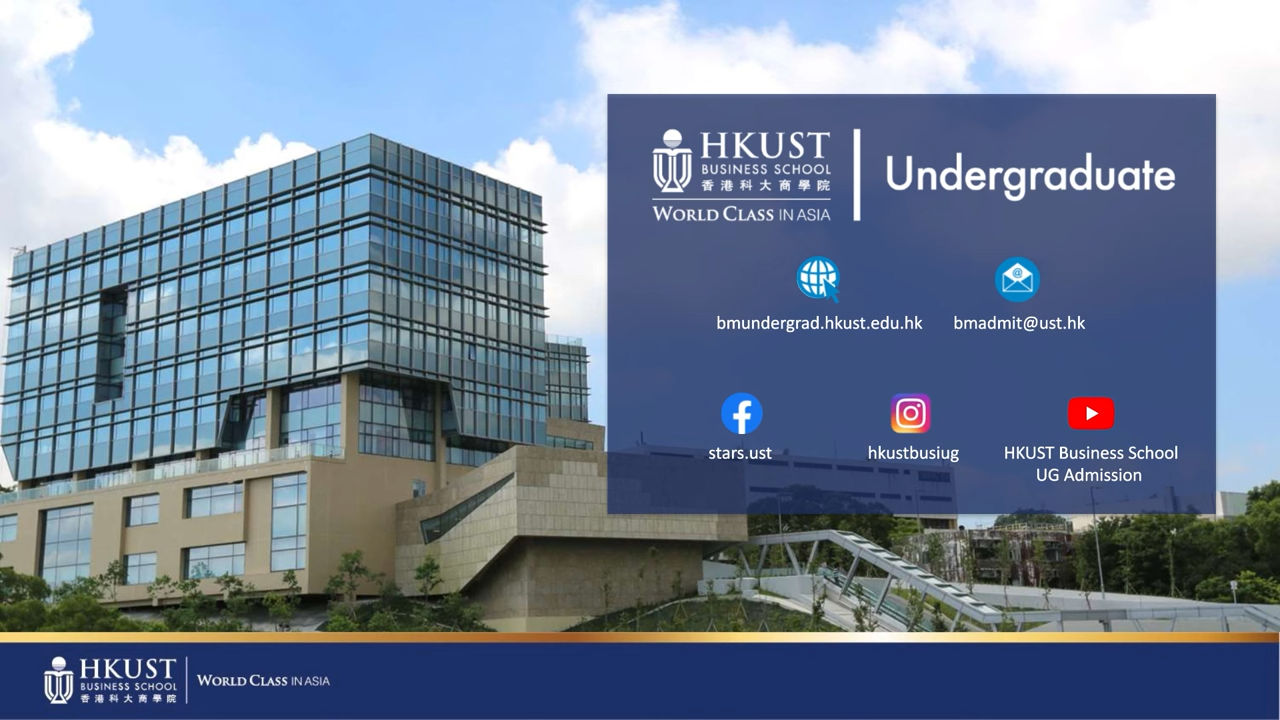 HKUST
BUSINESS SCHOOL
香港科大商學院
WORLD CLASS IN ASIA
Undergraduate
bmundergrad.hkust.edu.hk
bmadmit@ust.hk
stars.ust
hkustbusiug
HKUST Business School
UG Admission
HKUST
BUSINESS SCHOOL
香港科大商學院
WORLD CLASS IN ASIA